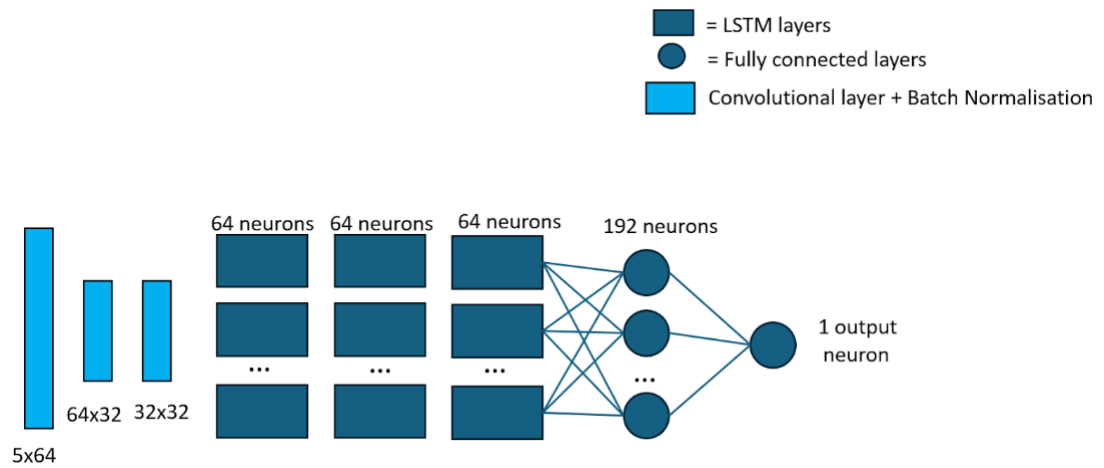 = LSTM layers
= Fully connected layers
Convolutional layer + Batch Normalisation
64 neurons
64 neurons
64 neurons
192 neurons
1 output
neuron
...
...
...
...
64x32
32x32
5x64